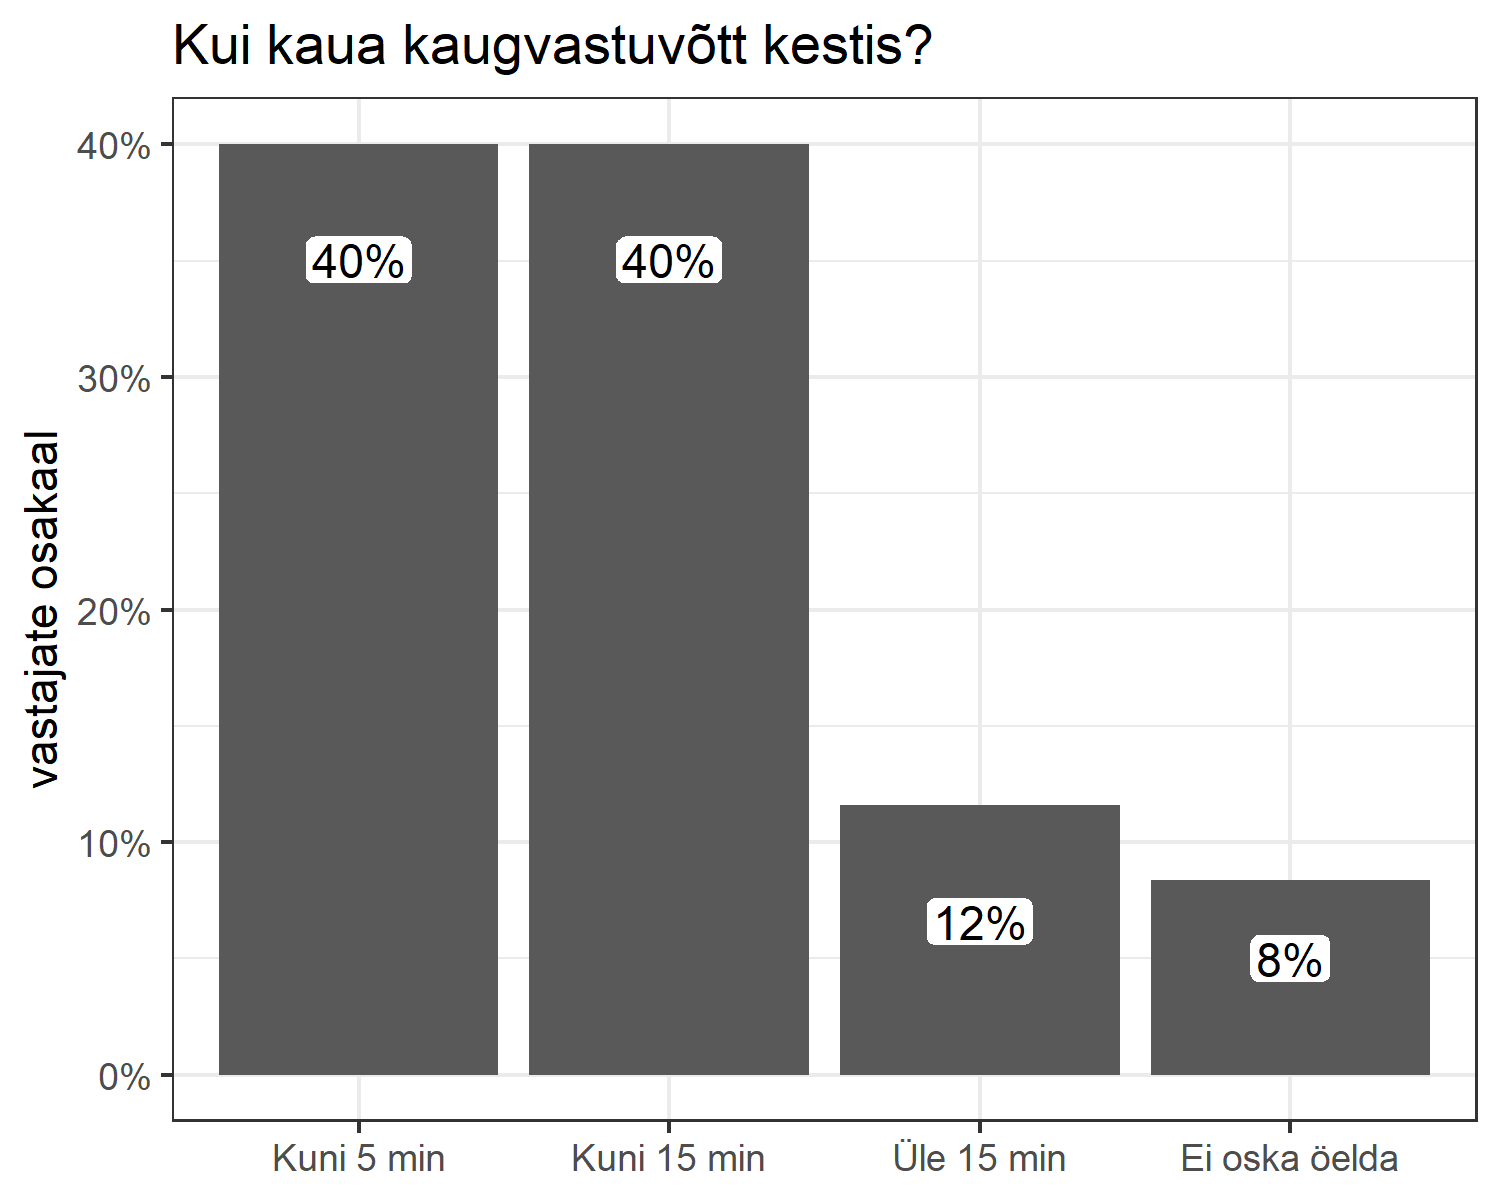 Kui kaua kaugvastuvõtt kestis?
vastajate osakaal
40%
30%
20%
10%
0%
40%
40%
12%
8%
Kuni 5 min
Kuni 15 min
Üle 15 min
Ei oska öelda